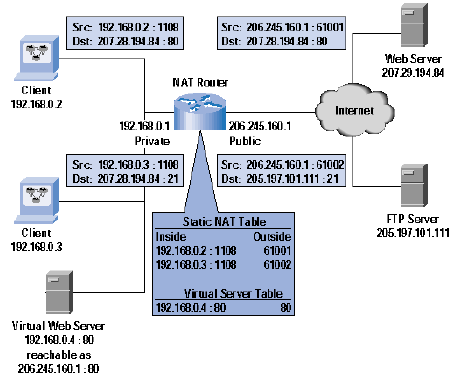 Src: 192.168.0.2 : 1108
Dst: 207.28.194.84 : 80
Src: 206.245.160.1 : 61001
Dst: 207.28.194.84 : 80
Client
192.168.0.2
NAT Router
Web Server
207.29.194.84
Internet
192.168.0.1
Private
206.245.160.1
Public
Src: 192.168.0.3 : 1108
Dst: 207.28.194.84 : 21
Src: 206.245.160.1 : 61002
Dst: 205.197.101.111 : 21
Client
192.168.0.3
FTP Server
205.197.101.111
Static NAT Table
Inside Outside
192.168.0.2 : 1108 61001
192.168.0.3 : 1108 61002
Virtual Server Table
192.168.0.4 : 80 80
Virtual Web Server
192.168.0.4 : 80
reachable as
206.245.160.1 : 80